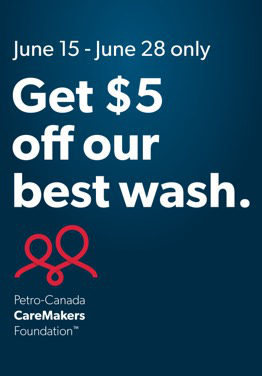 June 15 - June 28 only
Get $5
off our
best wash.
Petro-Canada
CareMakers
Foundation™